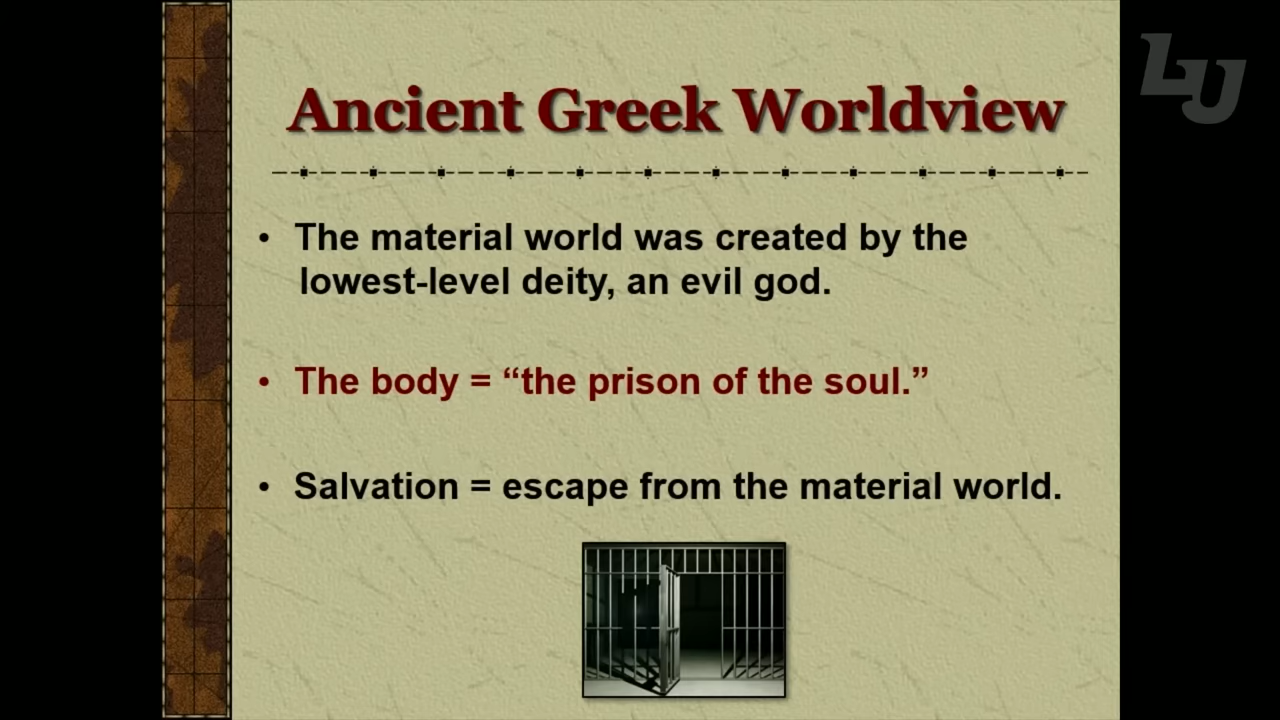 LU
Ancient Greek Worldview
• The material world was created by the
lowest-level deity, an evil god.
• The body = “the prison of the soul.”
• Salvation = escape from the material world.